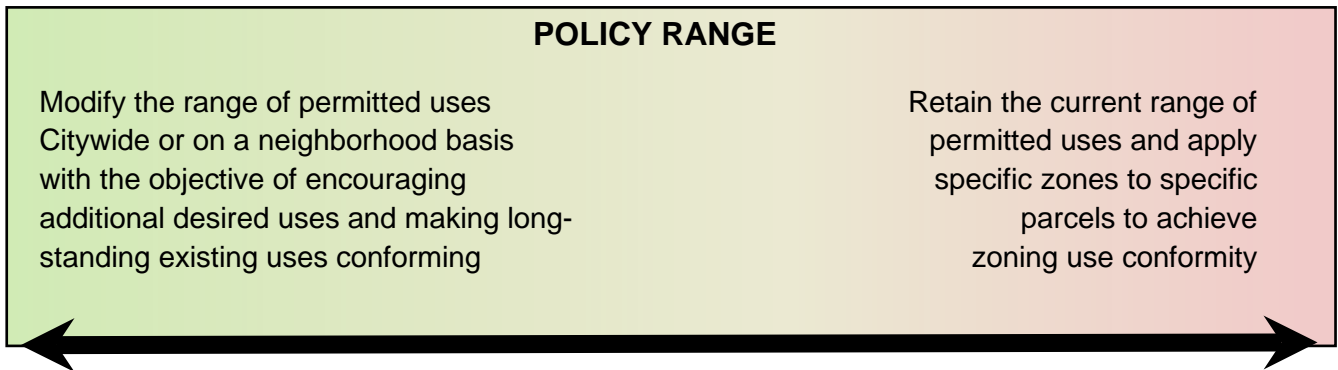 POLICY RANGE
Modify the range of permitted uses
Citywide or on a neighborhood basis
with the objective of encouraging
additional desired uses and making long-
standing existing uses conforming
Retain the current range of
permitted uses and apply
specific zones to specific
parcels to achieve
zoning use conformity